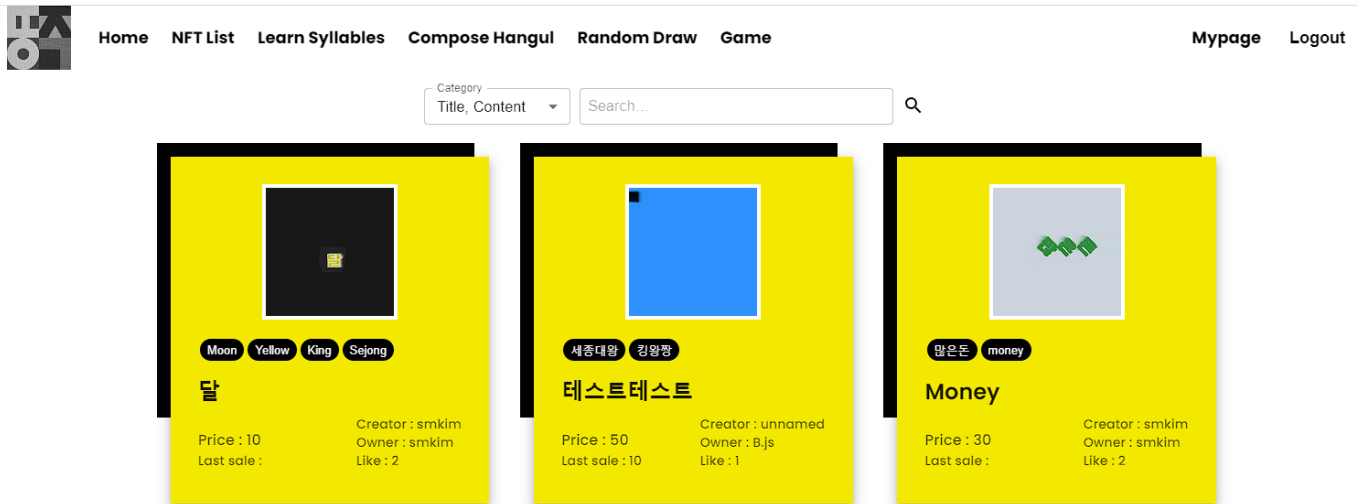 Home NFT List Learn Syllables Compose Hangul Random Draw Game Mypage Logout
Category
Title, Content Search...
달
Moon Yellow King Sejong
달
Price : 10
Last sale :
Creator : smkim
Owner : smkim
Like : 2
세종대왕 킹왕짱
테스트테스트
Price : 50
Last sale : 10
Creator : unnamed
Owner : B.js
Like : 1
많은돈 money
Money
Price : 30
Last sale :
Creator : smkim
Owner : smkim
Like : 2